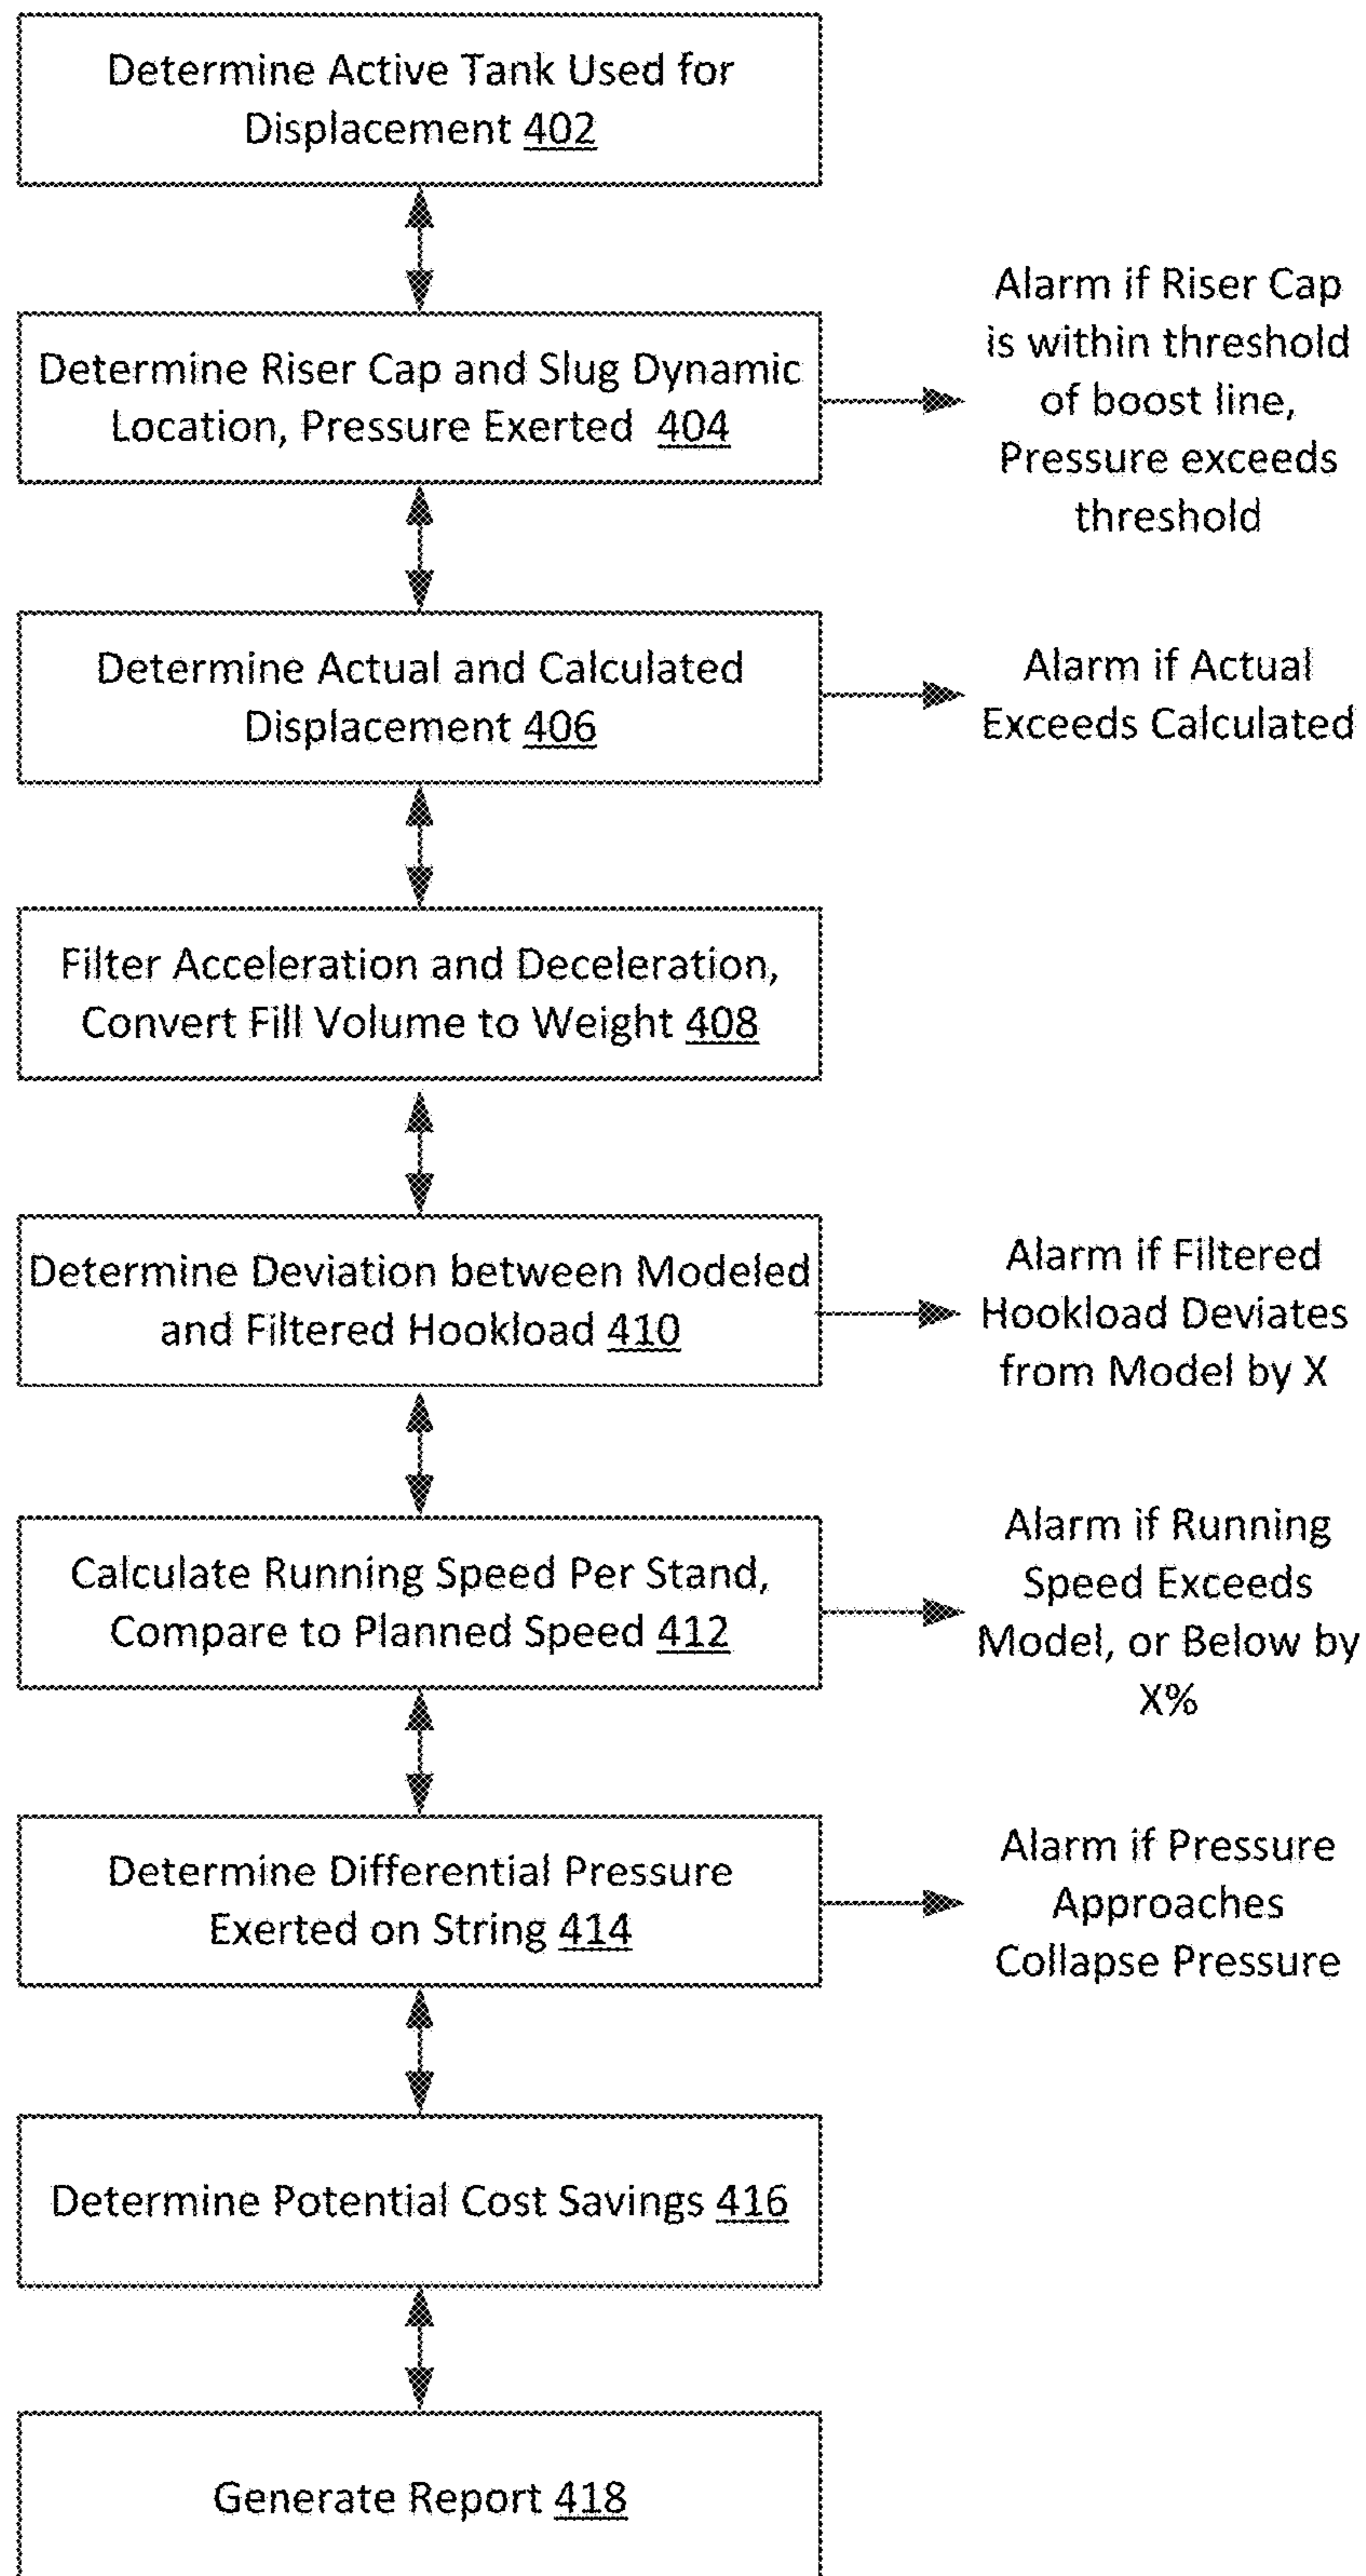 Determine Active Tank Used for
Displacement 402
Determine Riser Cap and Slug Dynamic
Location, Pressure Exerted 404
Alarm if Riser Cap
is within threshold
of boost line,
Pressure exceeds
threshold
Determine Actual and Calculated
Displacement 406
Alarm if Actual
Exceeds Calculated
Filter Acceleration and Deceleration,
Convert Fill Volume to Weight 408
Determine Deviation between Modeled
and Filtered Hookload 410
Alarm if Filtered
Hookload Deviates
from Model by X
Calculate Running Speed Per Stand,
Compare to Planned Speed 412
Alarm if Running
Speed Exceeds
Model, or Below by
X%
Determine Differential Pressure
Exerted on String 414
Alarm if Pressure
Approaches
Collapse Pressure
Determine Potential Cost Savings 416
Generate Report 418